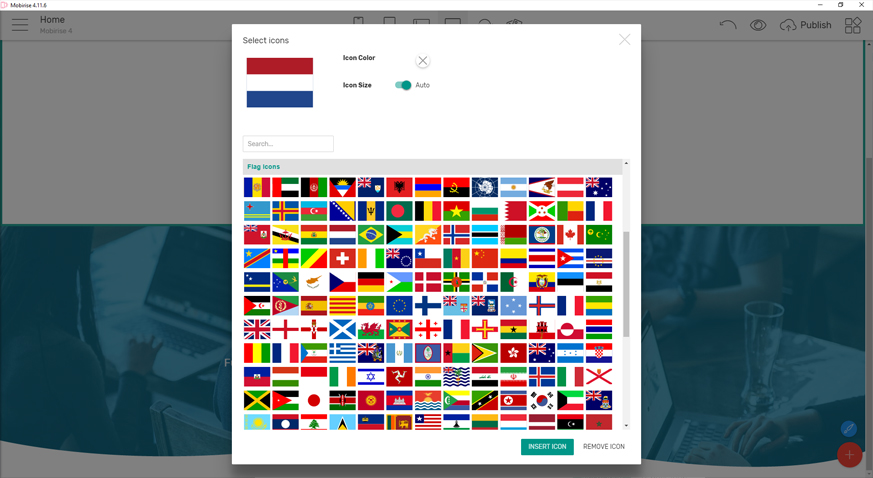 Mobirise 4.11.6
Home
Mobirise 4
Publish
Select icons
Icon Color
Icon Size
Auto
Search...
Flag icons
INSERT ICON
REMOVE ICON